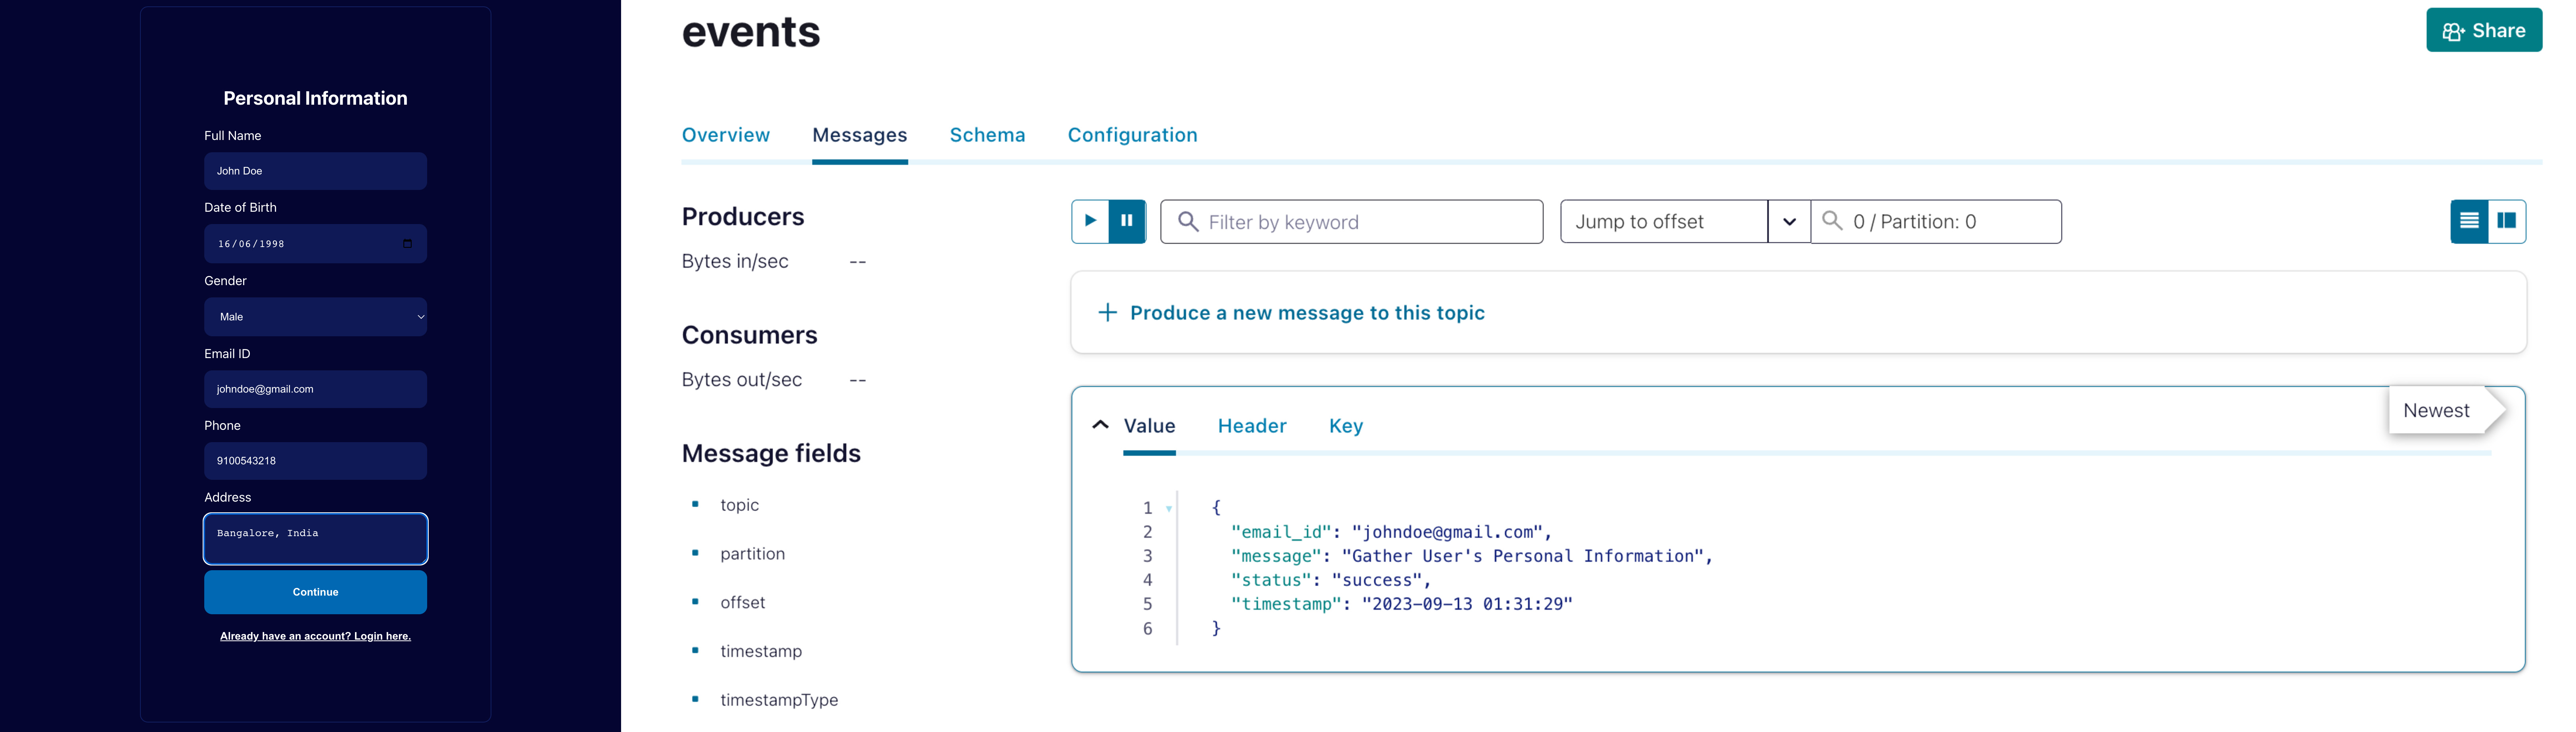 Personal Information
Full Name
John Doe
Date of Birth
16/06/1998
Gender
Male
Email ID
johndoe@gmail.com
Phone
9100543218
Address
Bangalore, India
Continue
Already have an account? Login here.
events
Share
Overview Messages Schema Configuration
Producers
Bytes in/sec --
Consumers
Bytes out/sec --
Message fields
topic
partition
offset
timestamp
timestampType
Filter by keyword
Jump to offset
0 / Partition: 0
+ Produce a new message to this topic
Newest
Value Header Key
1 {
2 "email_id": "johndoe@gmail.com",
3 "message": "Gather User's Personal Information",
4 "status": "success",
5 "timestamp": "2023-09-13 01:31:29"
6 }